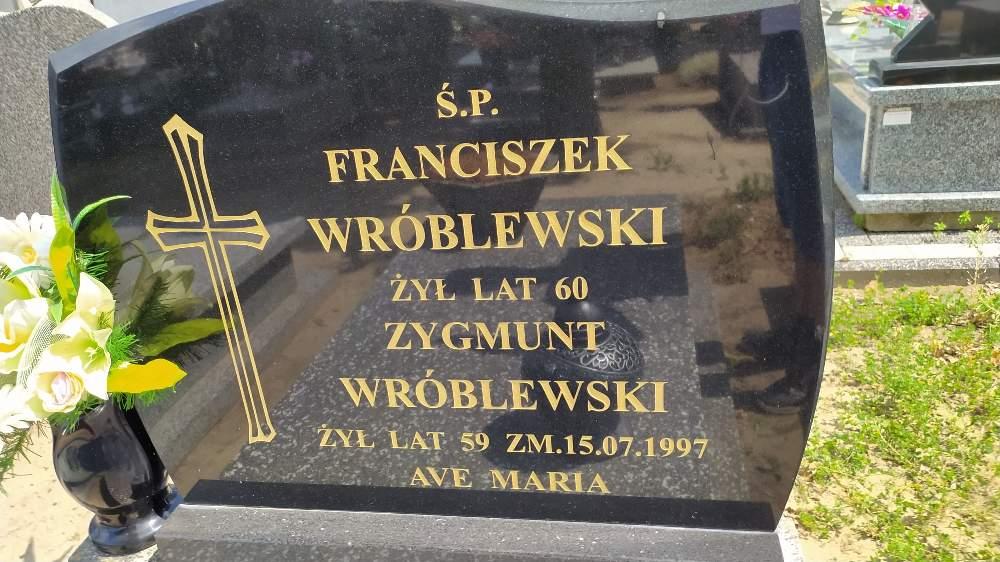 Ś.P.
FRANCISZEK
WRÓBLEWSKI
ŻYŁ LAT 60
ZYGMUNT
WRÓBLEWSKI
ŻYŁ LAT 59 ZM.15.07.1997
AVE MARIA